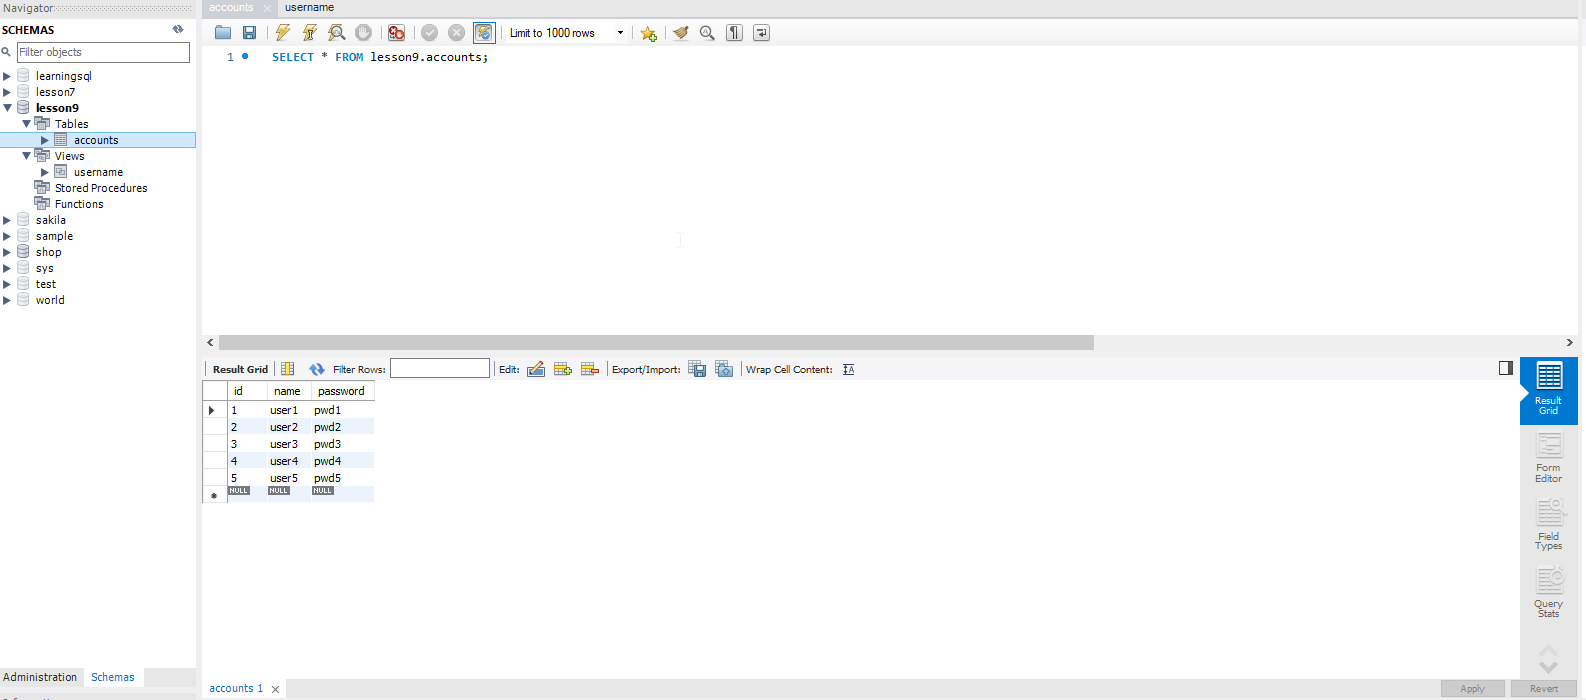 Navigator
accounts
username
SCHEMAS
Limit to 1000 rows
Filter objects
1 SELECT * FROM lesson9.accounts;
learningsql
lesson7
lesson9
Tables
accounts
Views
username
Stored Procedures
Functions
sakila
sample
shop
sys
test
world
Result Grid Filter Rows: Edit: Export/Import: Wrap Cell Content:
id name password
1 user1 pwd1
2 user2 pwd2
3 user3 pwd3
4 user4 pwd4
5 user5 pwd5
NULL NULL NULL
Result
Grid
Form
Editor
Field
Types
Query
Stats
Administration Schemas
accounts 1
Apply Revert